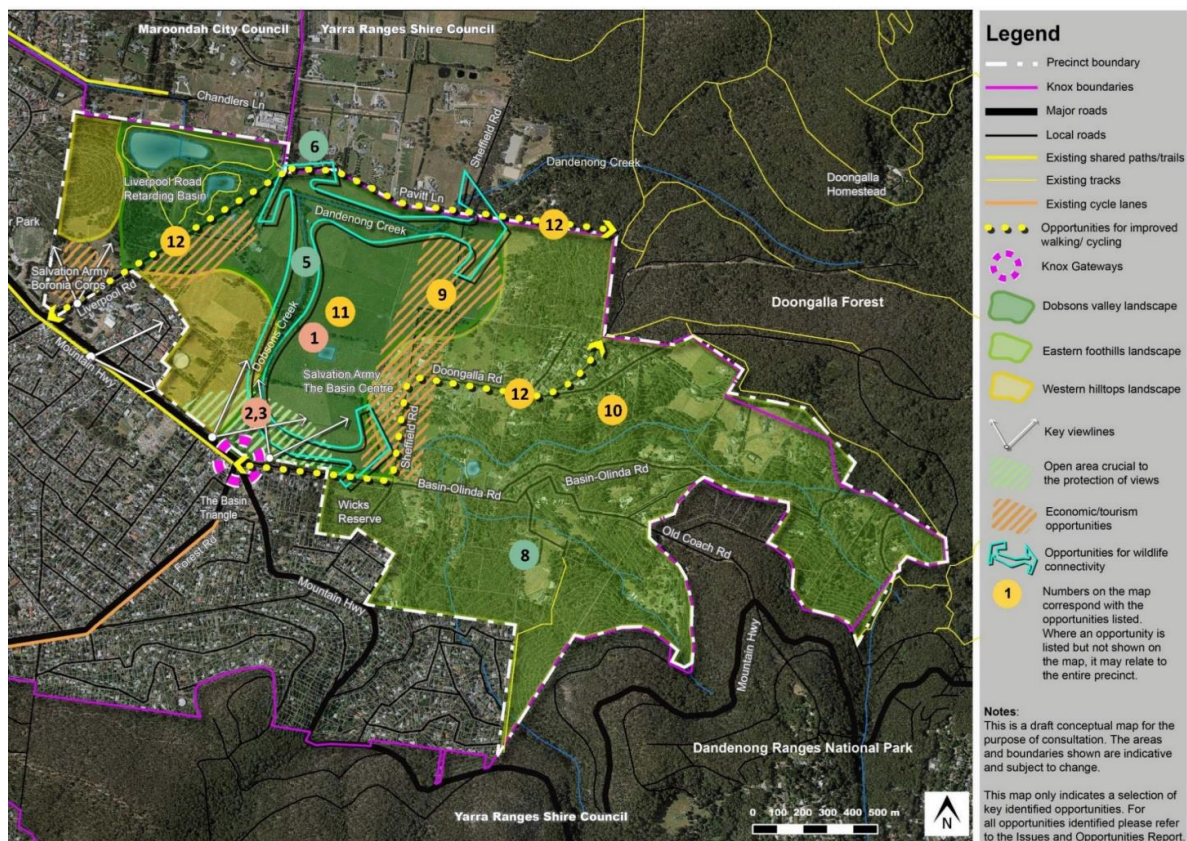 Maroondah City Council
Yarra Ranges Shire Council
Chandlers Ln
6
Sheffield Rd
Dandenong Creek
Liverpool Road
Retarding Basin
Pavitt Ln
Doongalla
Homestead
Dandenong Creek
r Park
12
12
Salvation Army
Boronia Corps
Liverpool Rd
5
9
11
Doongalla Forest
Mountain Hwy
Dobsons Creek
1
Salvation Army
The Basin Centre
Doongalla Rd
12
10
2,3
Sheffield Rd
Basin-Olinda Rd
Basin-Olinda Rd
The Basin
Triangle
Wicks
Reserve
Old Coach Rd
Forest Rd
8
Mountain Hwy
Mountain Hwy
Dandenong Ranges National Park
Yarra Ranges Shire Council
0 100 200 300 400 500 m
N
Legend
Precinct boundary
Knox boundaries
Major roads
Local roads
Existing shared paths/trails
Existing tracks
Existing cycle lanes
Opportunities for improved
walking/ cycling
Knox Gateways
Dobsons valley landscape
Eastern foothills landscape
Western hilltops landscape
Key viewlines
Open area crucial to
the protection of views
Economic/tourism
opportunities
Opportunities for wildlife
connectivity
1
Numbers on the map
correspond with the
opportunities listed.
Where an opportunity is
listed but not shown on
the map, it may relate to
the entire precinct.
Notes:
This is a draft conceptual map for the
purpose of consultation. The areas
and boundaries shown are indicative
and subject to change.
This map only indicates a selection of
key identified opportunities. For
all opportunities identified please refer
to the Issues and Opportunities Report.